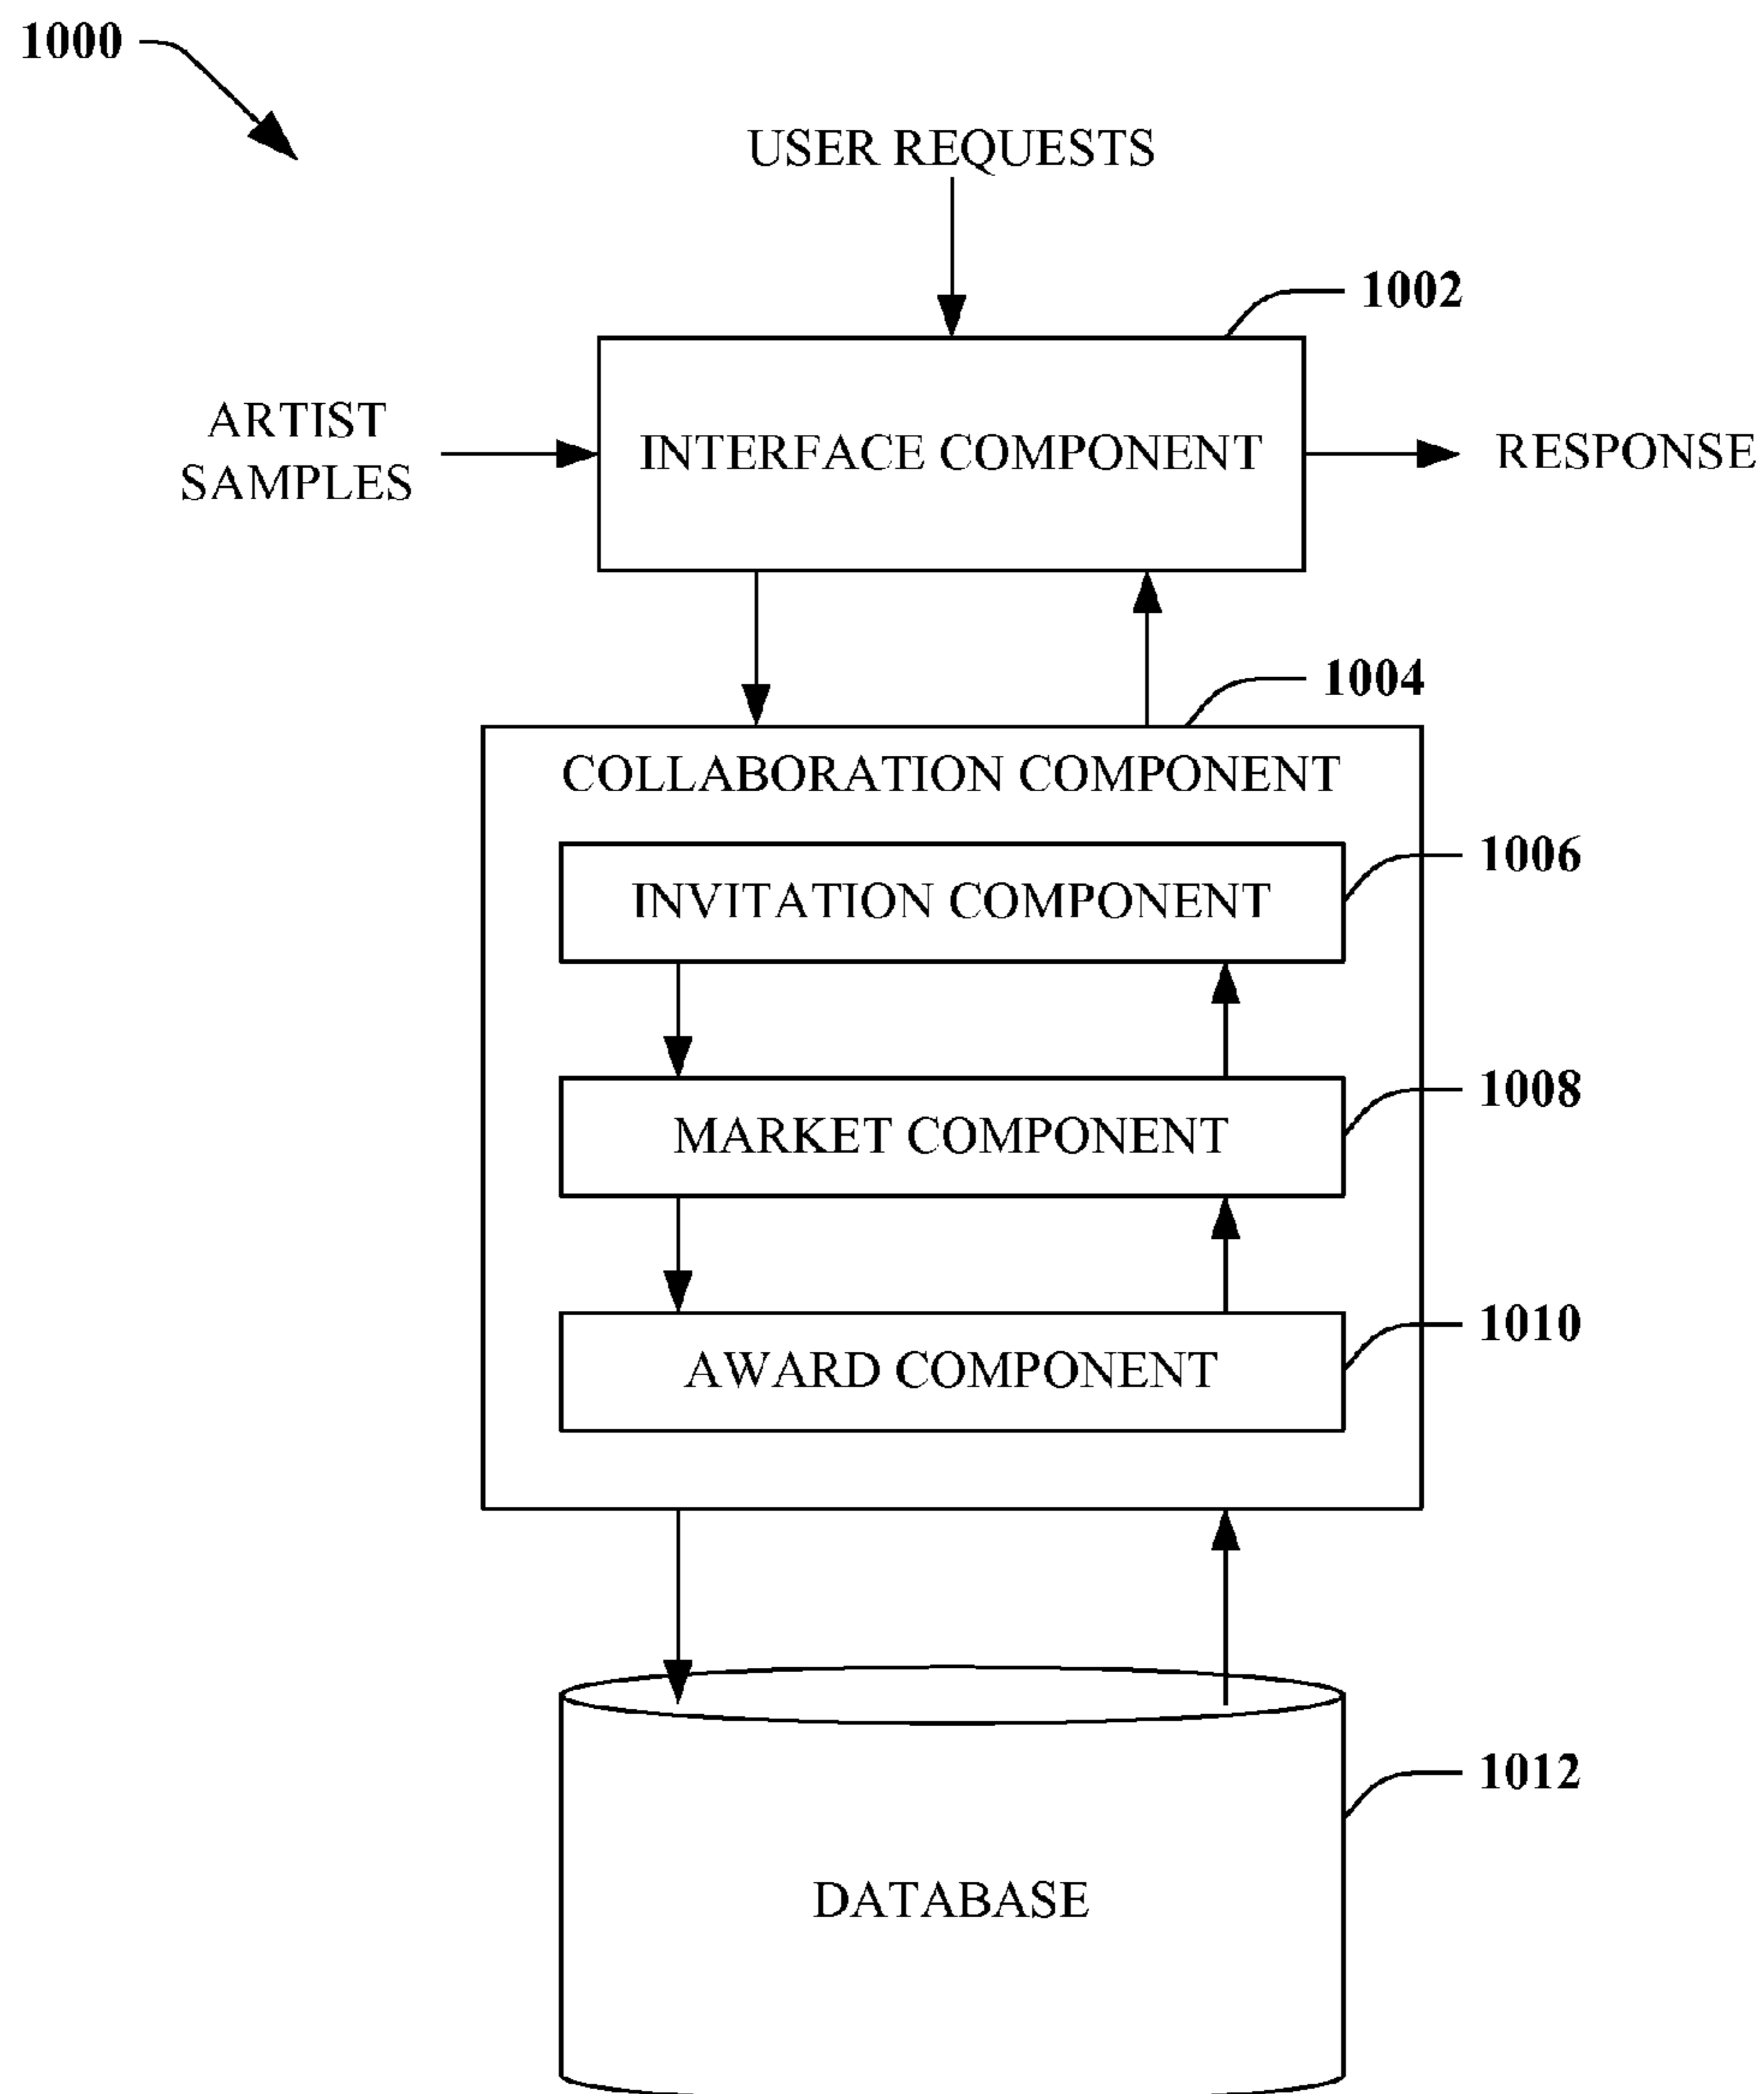 1000
USER REQUESTS
1002
ARTIST
SAMPLES
INTERFACE COMPONENT
RESPONSE
1004
COLLABORATION COMPONENT
1006
INVITATION COMPONENT
1008
MARKET COMPONENT
1010
AWARD COMPONENT
1012
DATABASE